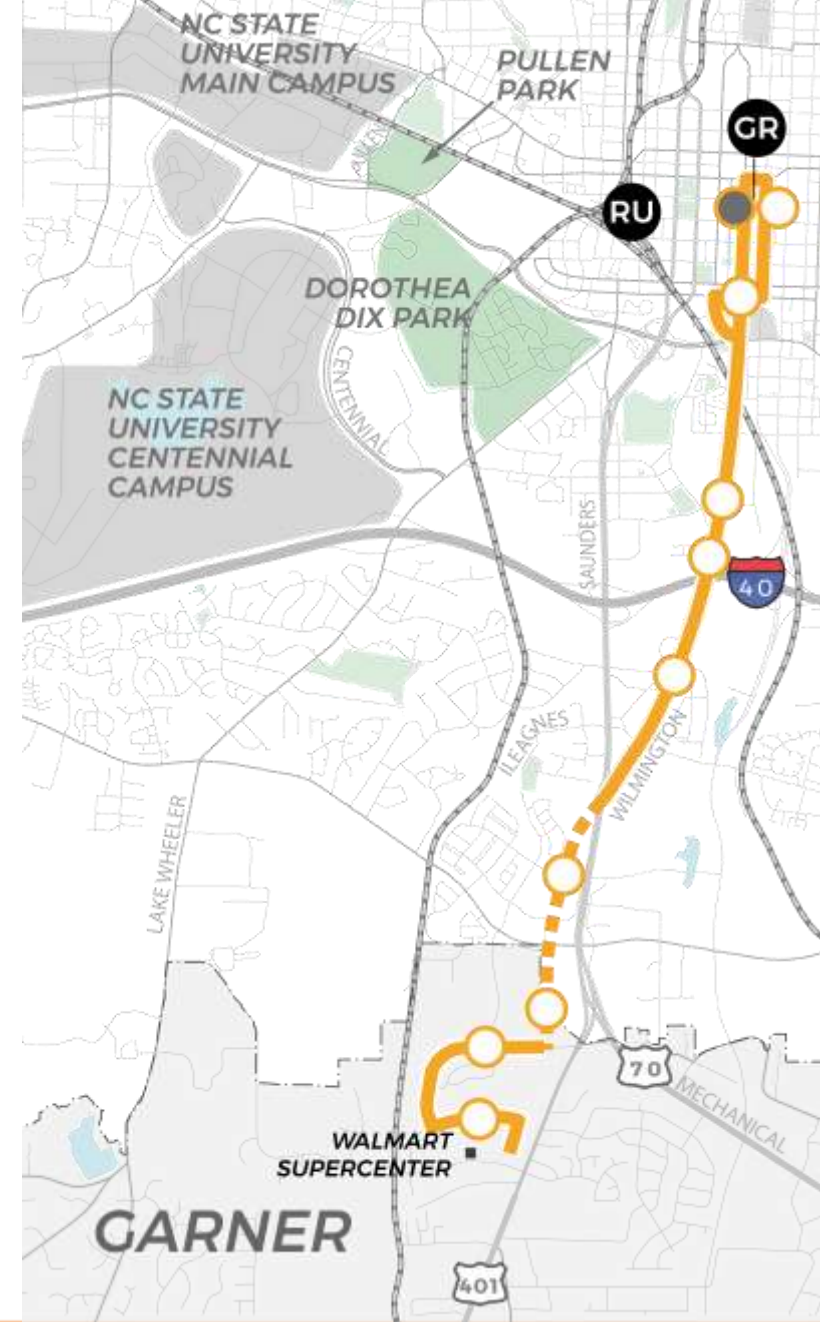 NC STATE
UNIVERSITY
MAIN CAMPUS
PULLEN
PARK
GR
RU
DOROTHEA
DIX PARK
CENTENNIAL
NC STATE
UNIVERSITY
CENTENNIAL
CAMPUS
SAUNDERS
40
ILEAGNES
WILMINGTON
LAKE WHEELER
70
MECHANICAL
WALMART
SUPERCENTER
GARNER
401